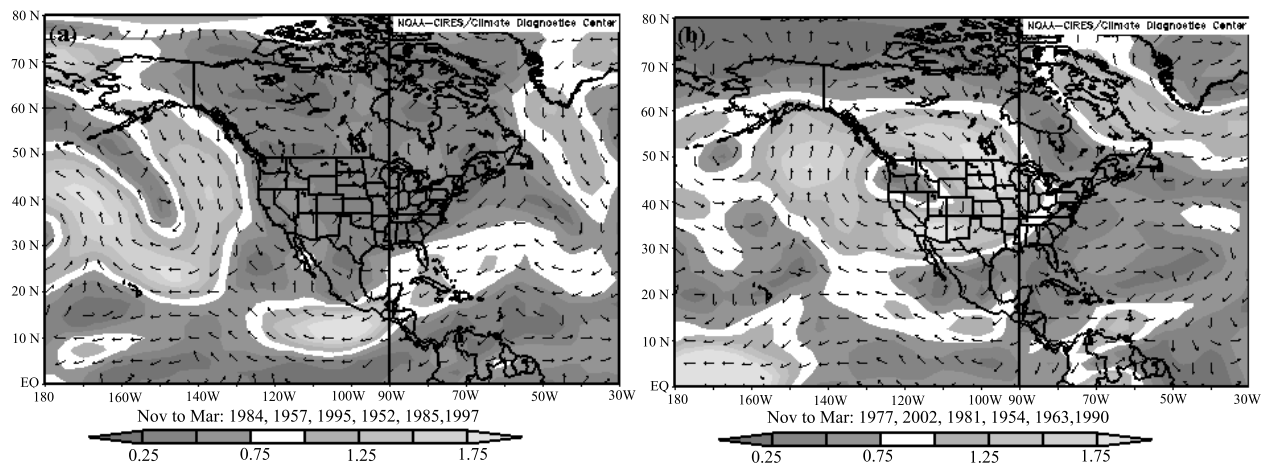 80 N
70 N
60 N
50 N
40 N
30 N
20 N
10 N
EQ
(a)
NOAA-CIRES/Climate Diagnostics Center
180 160W 140W 120W 100W 90W 70W 50W 30W
Nov to Mar: 1984, 1957, 1995, 1952, 1985,1997
0.25 0.75 1.25 1.75
80 N
70 N
60 N
50 N
40 N
30 N
20 N
10 N
EQ
(b)
NOAA-CIRES/Climate Diagnostics Center
180 160W 140W 120W 100W 90W 70W 50W 30W
Nov to Mar: 1977, 2002, 1981, 1954, 1963,1990
0.25 0.75 1.25 1.75